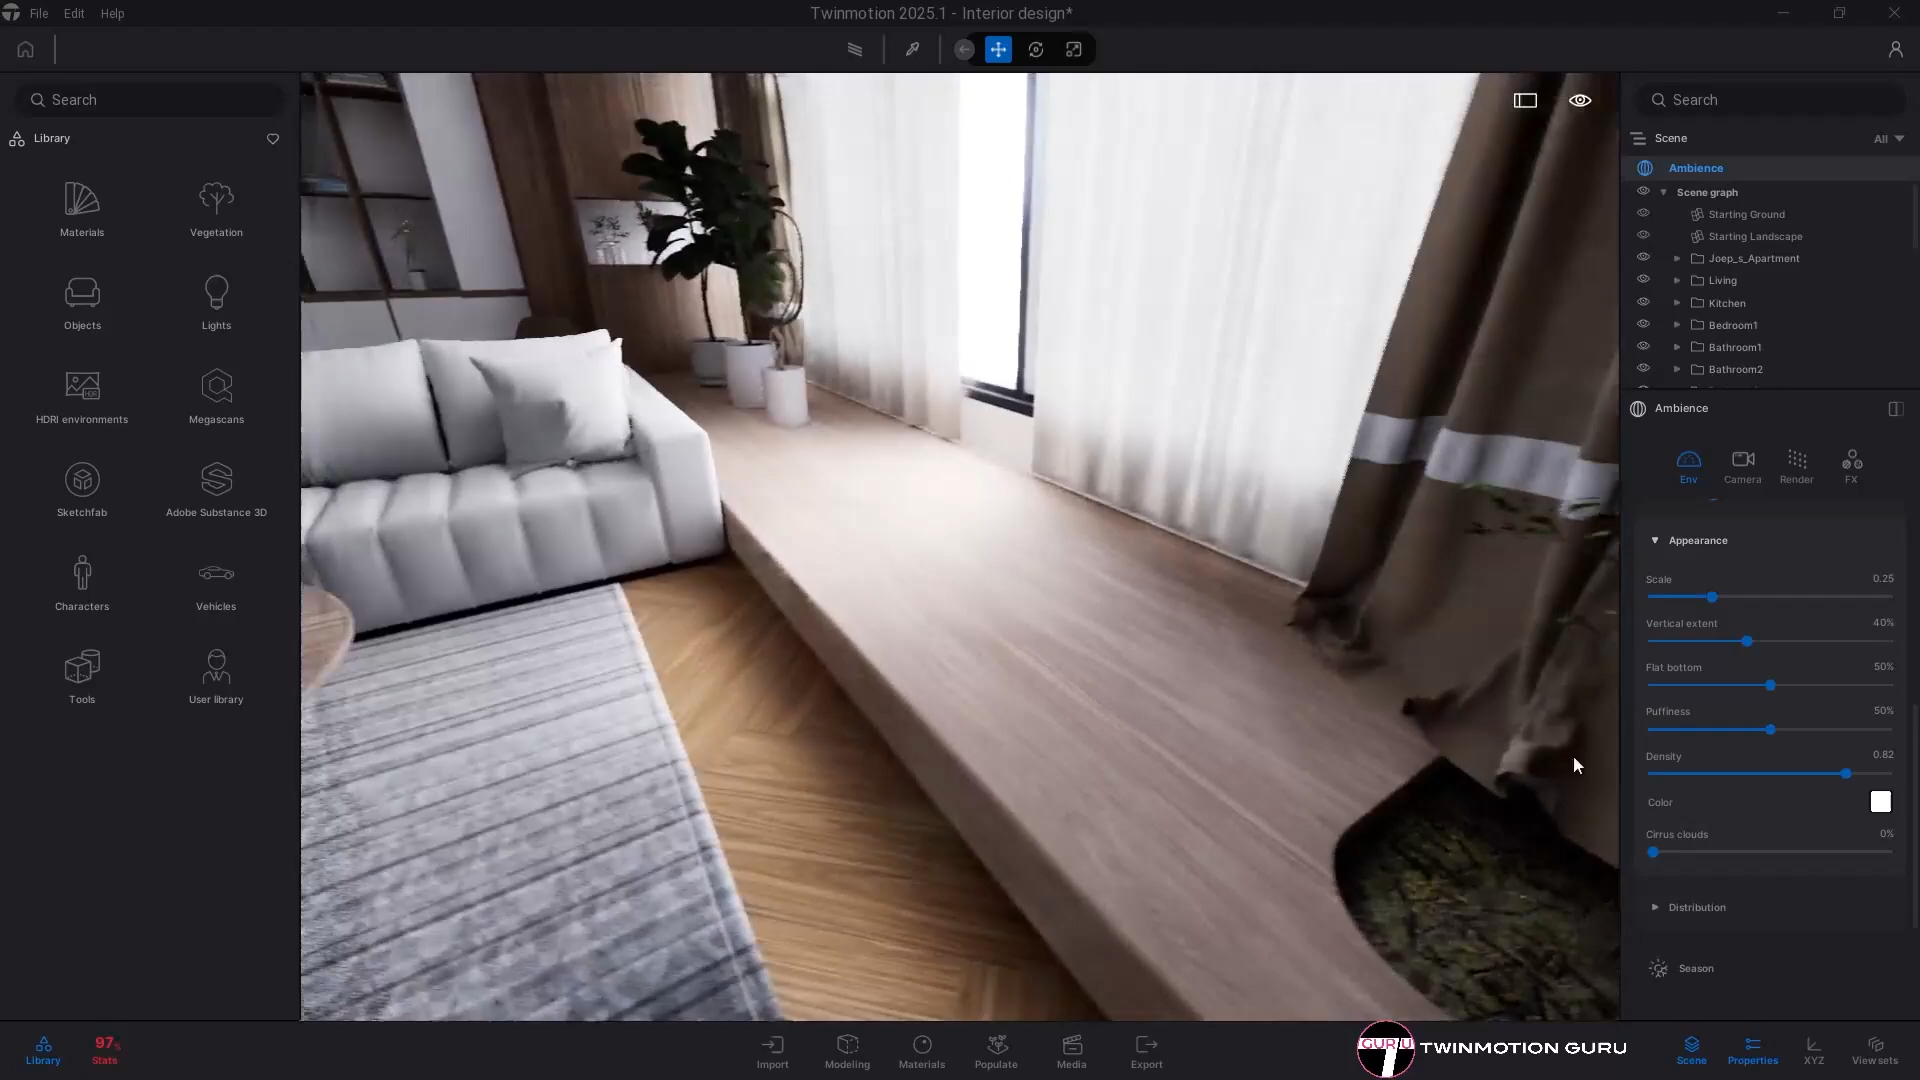 File Edit Help
Twinmotion 2025.1 - Interior design*
Search
Library
Materials
Vegetation
Objects
Lights
HDR
HDRI environments
Megascans
Sketchfab
Adobe Substance 3D
Characters
Vehicles
Tools
User library
Search
Scene All
Ambience
Scene graph
Starting Ground
Starting Landscape
Joep_s_Apartment
Living
Kitchen
Bedroom1
Bathroom1
Bathroom2
Ambience
Env Camera Render FX
Appearance
Scale 0.25
Vertical extent 40%
Flat bottom 50%
Puffiness 50%
Density 0.82
Color
Cirrus clouds 0%
Distribution
Season
Library
97%
Stats
Import
Modeling
Materials
Populate
Media
Export
GURU
TWINMOTION GURU
Scene
Properties
XYZ
View sets